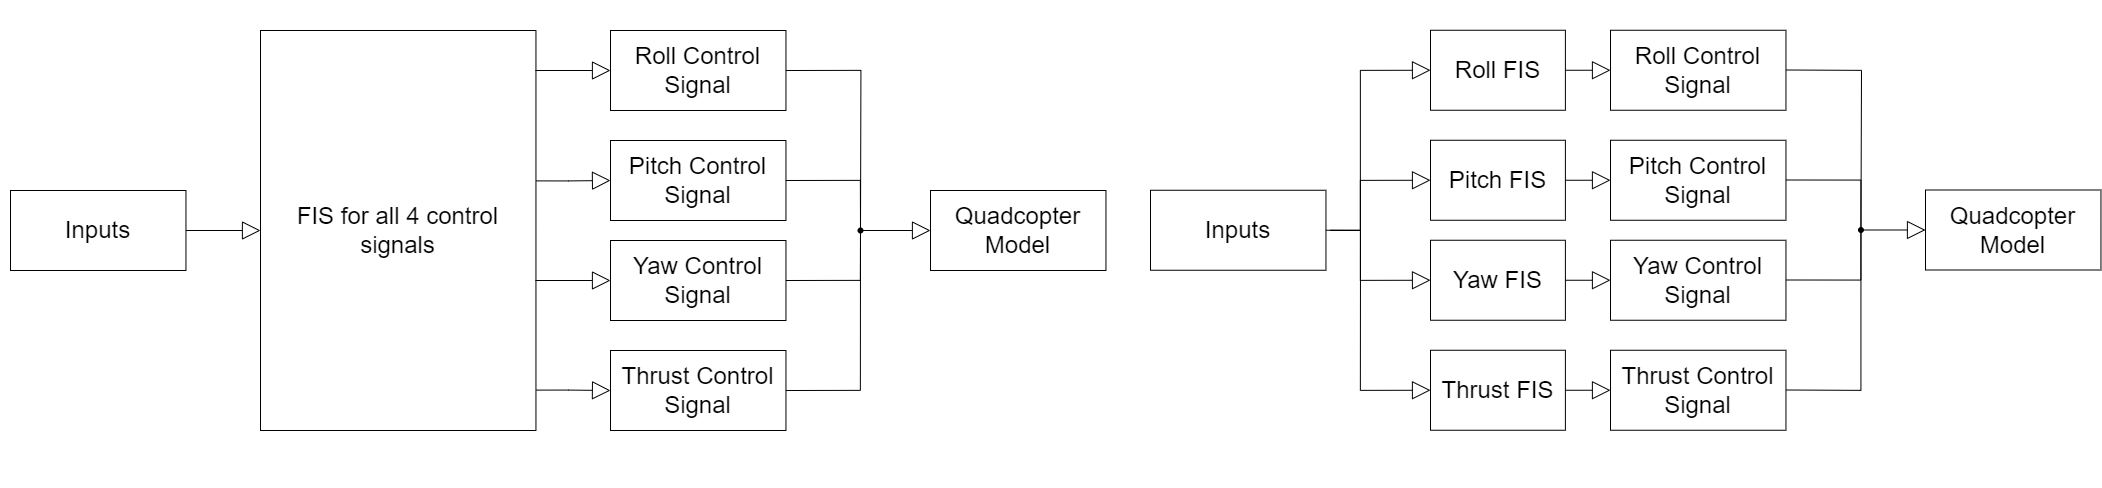 Inputs
FIS for all 4 control
signals
Roll Control
Signal
Pitch Control
Signal
Yaw Control
Signal
Thrust Control
Signal
Quadcopter
Model
Inputs
Roll FIS
Pitch FIS
Yaw FIS
Thrust FIS
Roll Control
Signal
Pitch Control
Signal
Yaw Control
Signal
Thrust Control
Signal
Quadcopter
Model